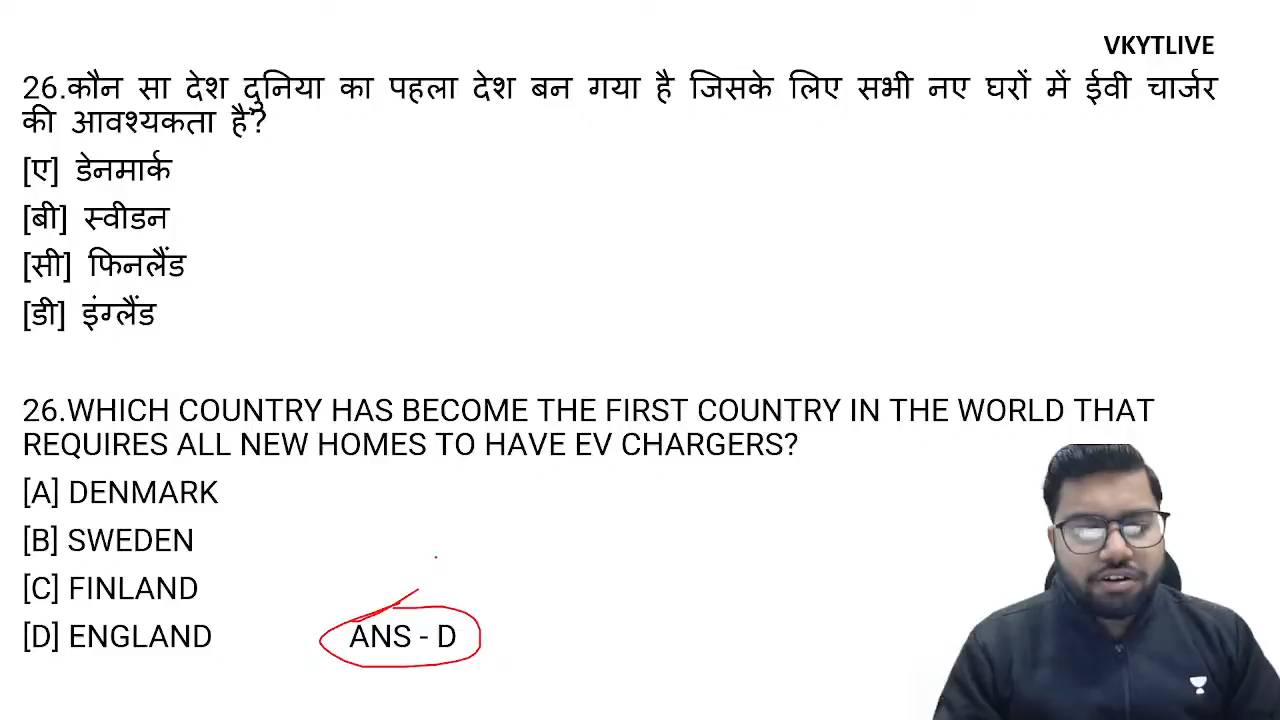 VKYTLIVE
26.कौन सा देश दुनिया का पहला देश बन गया है जिसके लिए सभी नए घरों में ईवी चार्जर
की आवश्यकता है?
[ए] डेनमार्क
[बी] स्वीडन
[सी] फिनलैंड
[डी] इंग्लैंड
26.WHICH COUNTRY HAS BECOME THE FIRST COUNTRY IN THE WORLD THAT
REQUIRES ALL NEW HOMES TO HAVE EV CHARGERS?
[A] DENMARK
[B] SWEDEN
[C] FINLAND
[D] ENGLAND
ANS - D